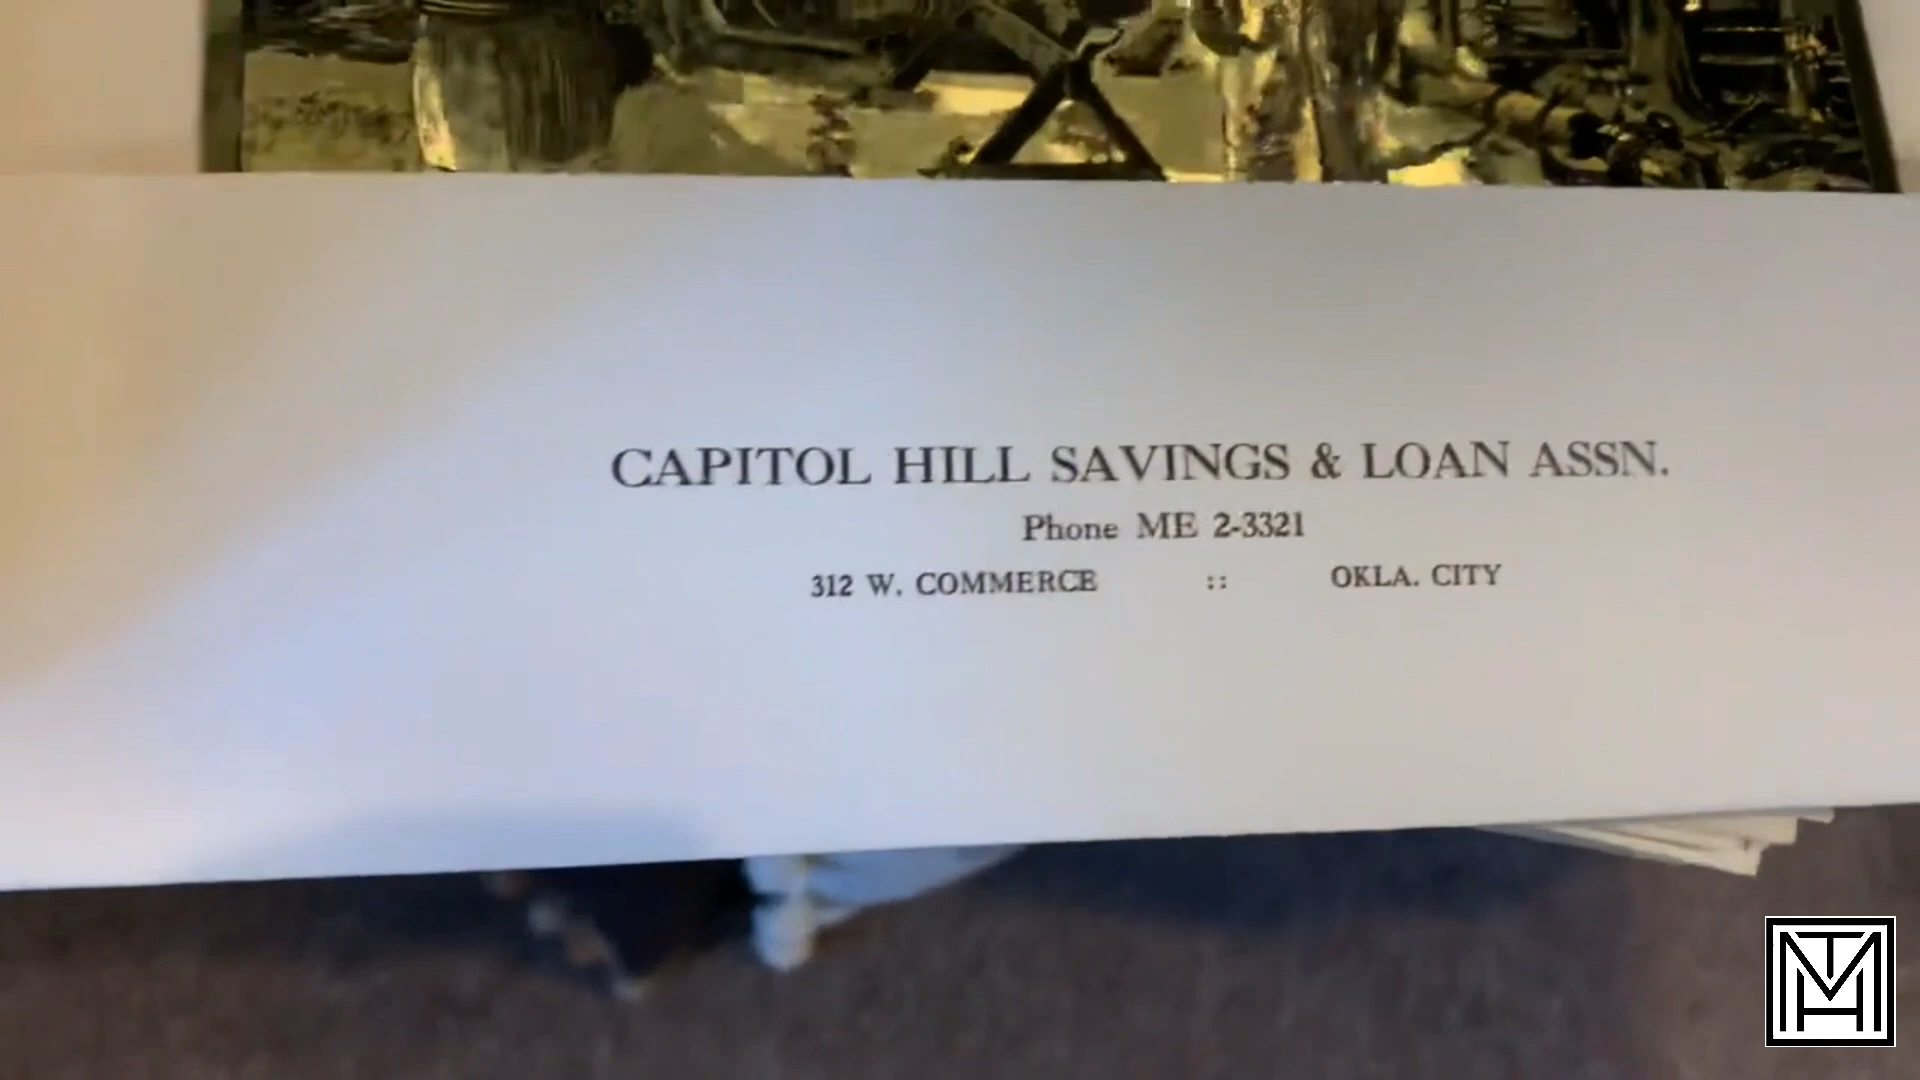 CAPITOL HILL SAVINGS & LOAN ASSN.
Phone ME 2-3321
312 W. COMMERCE :: OKLA. CITY